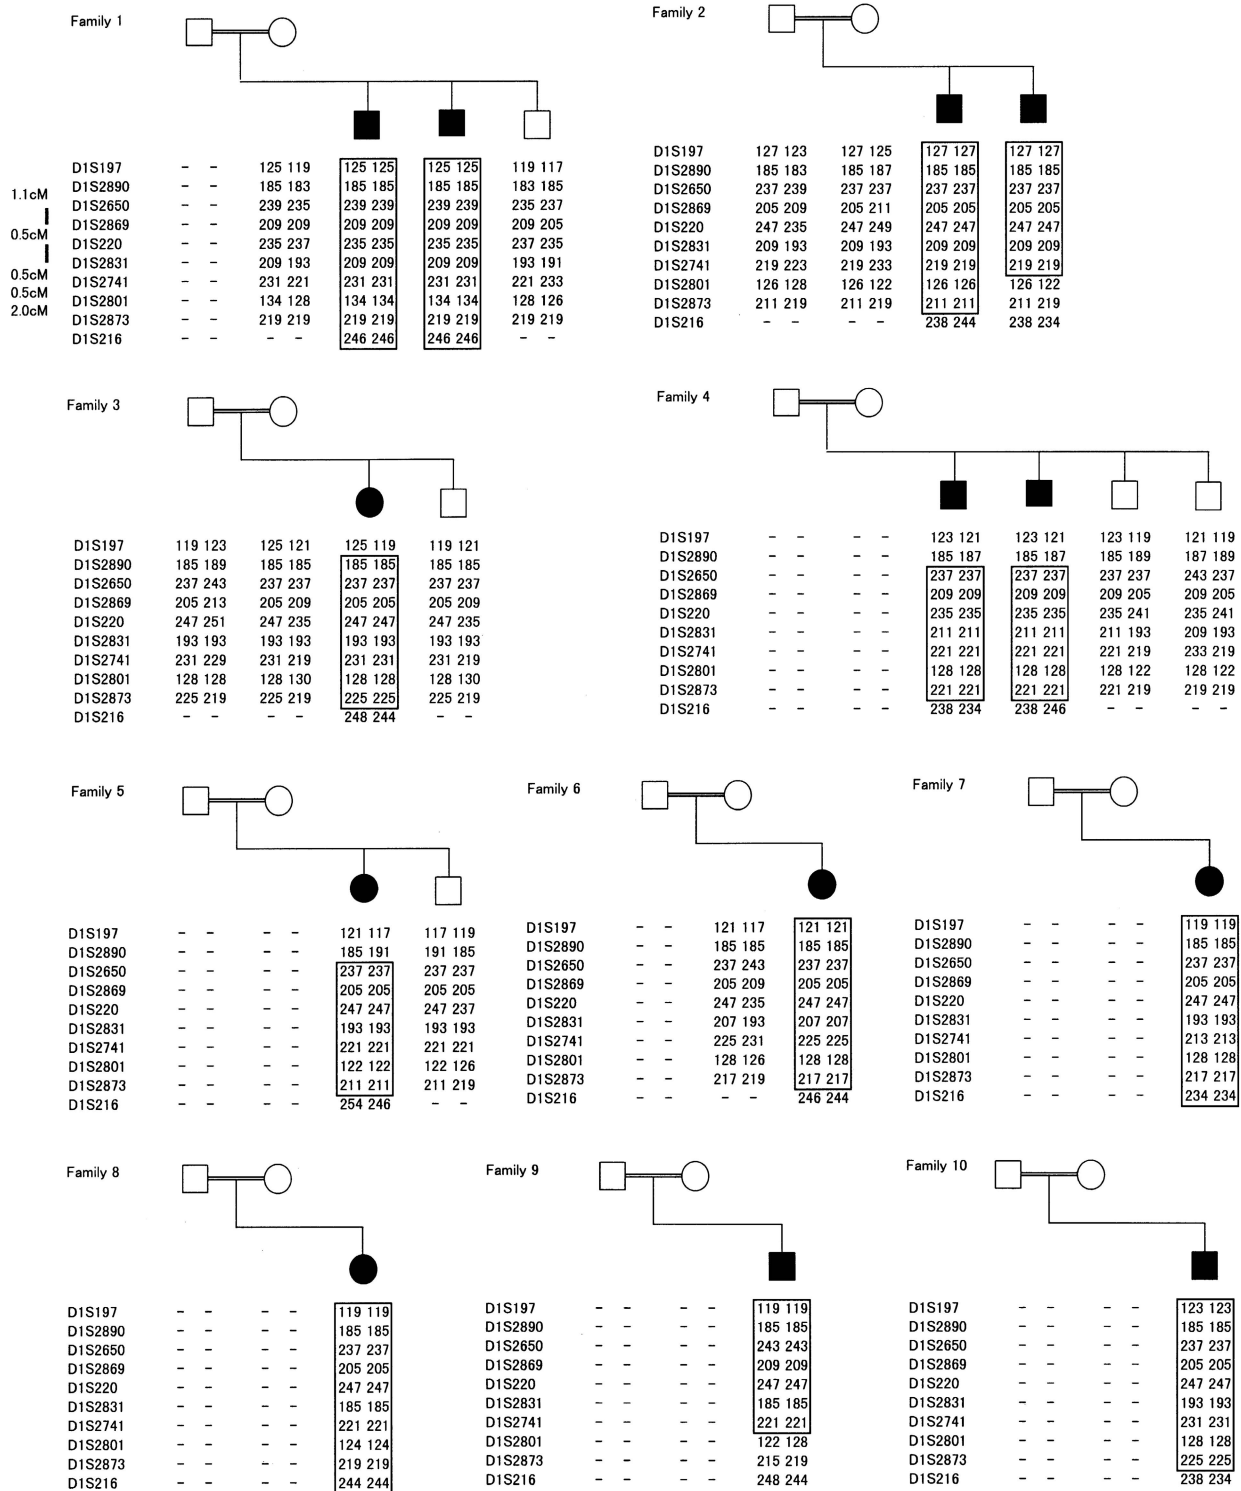 Family 1
D1S197 - - 125 119 125 125 125 125 119 117
D1S2890 - - 185 183 185 185 185 185 183 185
1.1cM
D1S2650 - - 239 235 239 239 239 239 235 237
D1S2869 - - 209 209 209 209 209 209 209 205
0.5cM
D1S220 - - 235 237 235 235 235 235 237 235
D1S2831 - - 209 193 209 209 209 209 193 191
0.5cM
D1S2741 - - 231 221 231 231 231 231 221 233
0.5cM
D1S2801 - - 134 128 134 134 134 134 128 126
2.0cM
D1S2873 - - 219 219 219 219 219 219 219 219
D1S216 - - - - 246 246 246 246 - -
Family 2
D1S197 127 123 127 125 127 127 127 127
D1S2890 185 183 185 187 185 185 185 185
D1S2650 237 239 237 237 237 237 237 237
D1S2869 205 209 205 211 205 205 205 205
D1S220 247 235 247 249 247 247 247 247
D1S2831 209 193 209 193 209 209 209 209
D1S2741 219 223 219 233 219 219 219 219
D1S2801 126 128 126 122 126 126 126 122
D1S2873 211 219 211 219 211 211 211 219
D1S216 - - - - 238 244 238 234
Family 3
D1S197 119 123 125 121 125 119 119 121
D1S2890 185 189 185 185 185 185 185 185
D1S2650 237 243 237 237 237 237 237 237
D1S2869 205 213 205 209 205 205 205 209
D1S220 247 251 247 235 247 247 247 235
D1S2831 193 193 193 193 193 193 193 193
D1S2741 231 229 231 219 231 231 231 219
D1S2801 128 128 128 130 128 128 128 130
D1S2873 225 219 225 219 225 225 225 219
D1S216 - - - - 248 244 - -
Family 4
D1S197 - - - - 123 121 123 121 123 119 121 119
D1S2890 - - - - 185 187 185 187 185 189 187 189
D1S2650 - - - - 237 237 237 237 237 237 243 237
D1S2869 - - - - 209 209 209 209 209 205 209 205
D1S220 - - - - 235 235 235 235 235 241 235 241
D1S2831 - - - - 211 211 211 211 211 193 209 193
D1S2741 - - - - 221 221 221 221 221 219 233 219
D1S2801 - - - - 128 128 128 128 128 122 128 122
D1S2873 - - - - 221 221 221 221 221 219 219 219
D1S216 - - - - 238 234 238 246 - - - -
Family 5
D1S197 - - - - 121 117 117 119
D1S2890 - - - - 185 191 191 185
D1S2650 - - - - 237 237 237 237
D1S2869 - - - - 205 205 205 205
D1S220 - - - - 247 247 247 237
D1S2831 - - - - 193 193 193 193
D1S2741 - - - - 221 221 221 221
D1S2801 - - - - 122 122 122 126
D1S2873 - - - - 211 211 211 219
D1S216 - - - - 254 246 - -
Family 6
D1S197 - - 121 117 121 121
D1S2890 - - 185 185 185 185
D1S2650 - - 237 243 237 237
D1S2869 - - 205 209 205 205
D1S220 - - 247 235 247 247
D1S2831 - - 207 193 207 207
D1S2741 - - 225 231 225 225
D1S2801 - - 128 126 128 128
D1S2873 - - 217 219 217 217
D1S216 - - - - 246 244
Family 7
D1S197 - - - - 119 119
D1S2890 - - - - 185 185
D1S2650 - - - - 237 237
D1S2869 - - - - 205 205
D1S220 - - - - 247 247
D1S2831 - - - - 193 193
D1S2741 - - - - 213 213
D1S2801 - - - - 128 128
D1S2873 - - - - 217 217
D1S216 - - - - 234 234
Family 8
D1S197 - - - - 119 119
D1S2890 - - - - 185 185
D1S2650 - - - - 237 237
D1S2869 - - - - 205 205
D1S220 - - - - 247 247
D1S2831 - - - - 185 185
D1S2741 - - - - 221 221
D1S2801 - - - - 124 124
D1S2873 - - - - 219 219
D1S216 - - - - 244 244
Family 9
D1S197 - - - - 119 119
D1S2890 - - - - 185 185
D1S2650 - - - - 243 243
D1S2869 - - - - 209 209
D1S220 - - - - 247 247
D1S2831 - - - - 185 185
D1S2741 - - - - 221 221
D1S2801 - - - - 122 128
D1S2873 - - - - 215 219
D1S216 - - - - 248 244
Family 10
D1S197 - - - - 123 123
D1S2890 - - - - 185 185
D1S2650 - - - - 237 237
D1S2869 - - - - 205 205
D1S220 - - - - 247 247
D1S2831 - - - - 193 193
D1S2741 - - - - 231 231
D1S2801 - - - - 128 128
D1S2873 - - - - 225 225
D1S216 - - - - 238 234